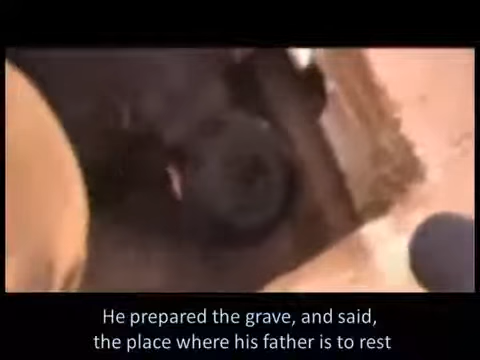 He prepared the grave, and said,
the place where his father is to rest